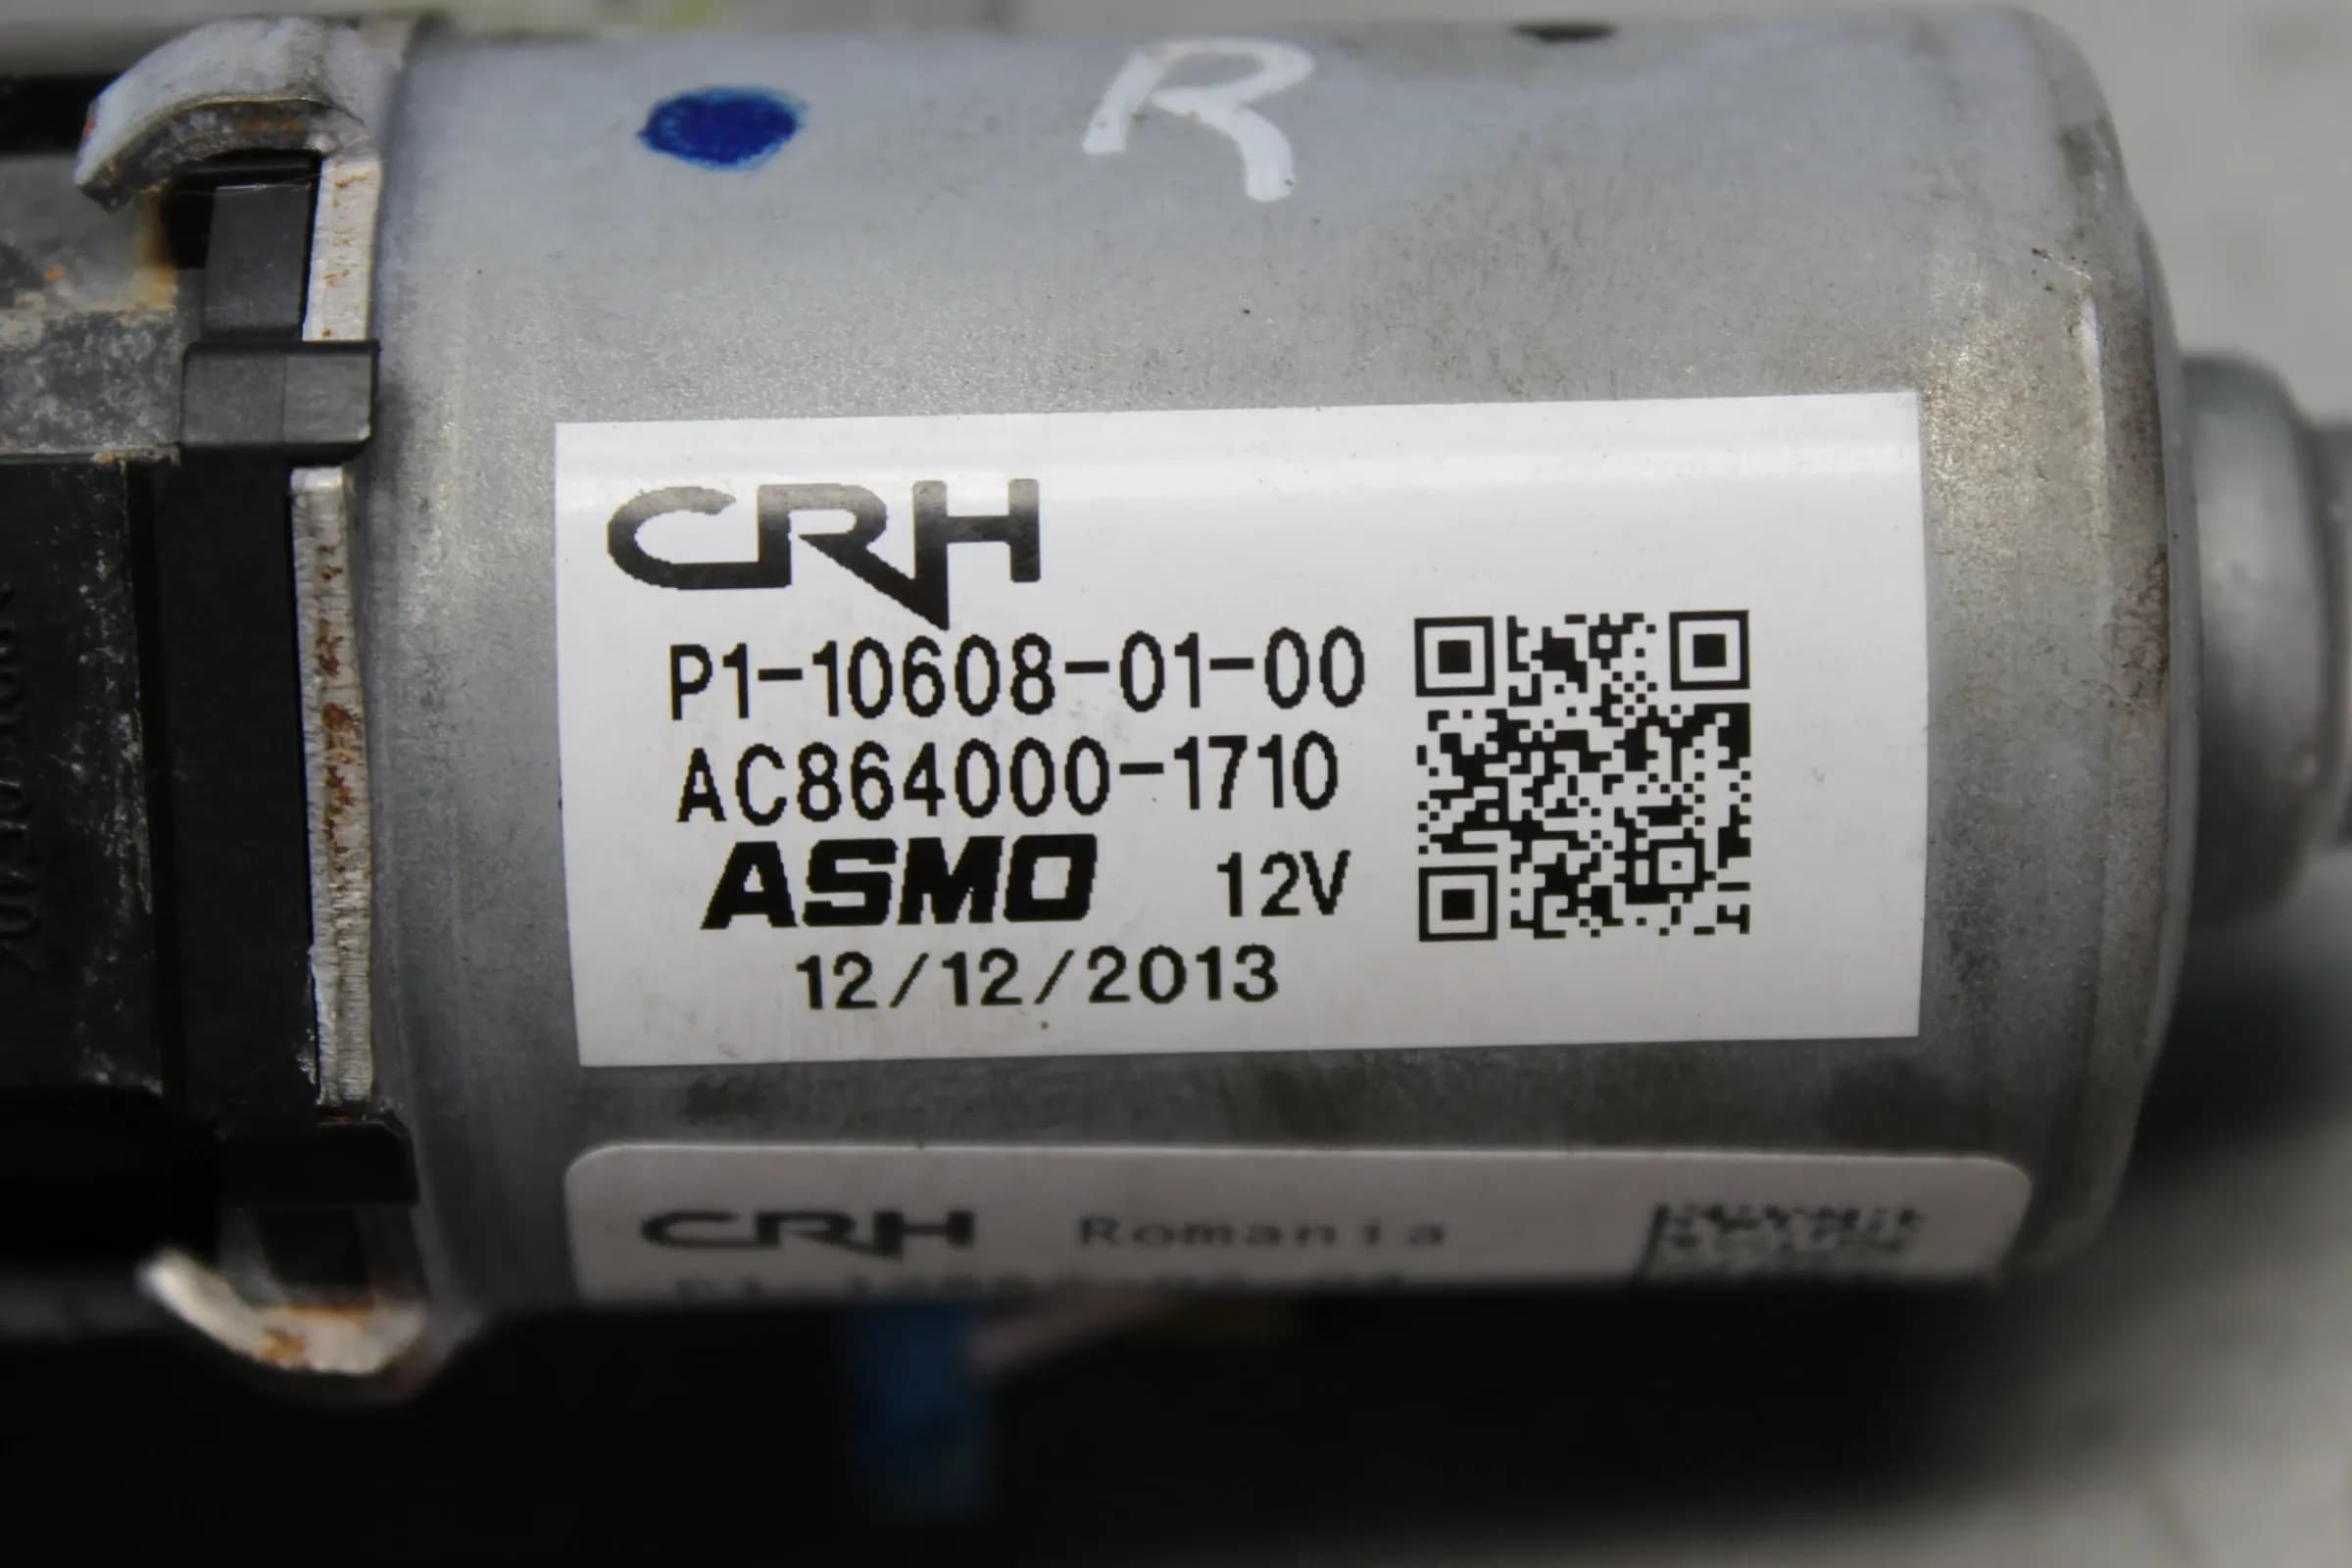 R
CRH
P1-10608-01-00
AC864000-1710
ASMO 12V
12/12/2013
CRH Romania